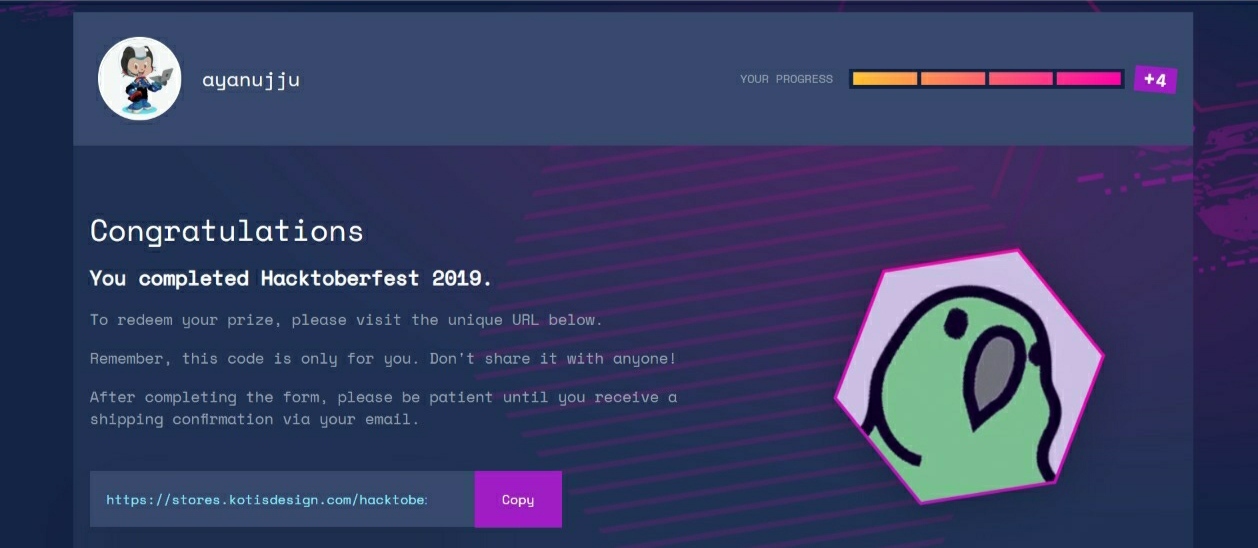 ayanujju
YOUR PROGRESS
+4
Congratulations
You completed Hacktoberfest 2019.
To redeem your prize, please visit the unique URL below.
Remember, this code is only for you. Don't share it with anyone!
After completing the form, please be patient until you receive a
shipping confirmation via your email.
https://stores.kotisdesign.com/hacktobe
Copy